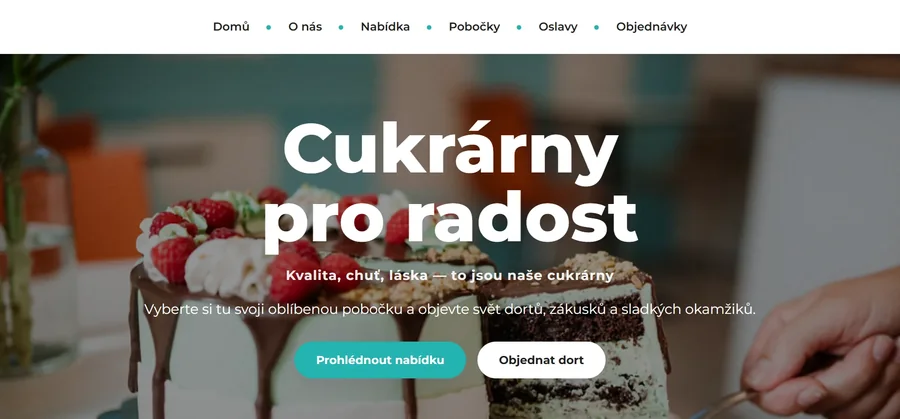 Domů • O nás • Nabídka • Pobočky • Oslavy • Objednávky
Cukrárny
pro radost
Kvalita, chuť, láska — to jsou naše cukrárny
Vyberte si tu svoji oblíbenou pobočku a objevte svět dortů, zákusků a sladkých okamžiků.
Prohlédnout nabídku
Objednat dort